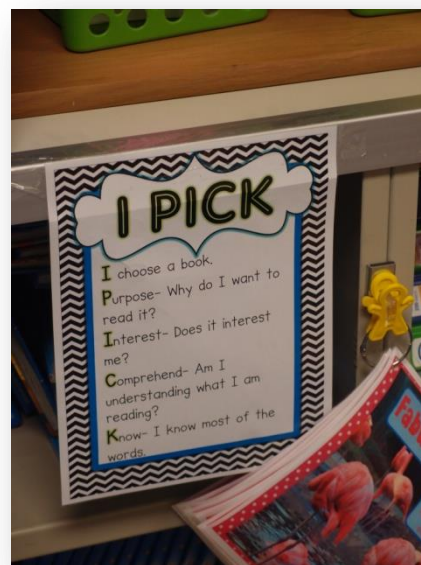 I PICK
I choose a book.
Purpose- Why do I want to
read it?
Interest- Does it interest
me?
Comprehend- Am I
understanding what I am
reading?
Know- I know most of the
words.